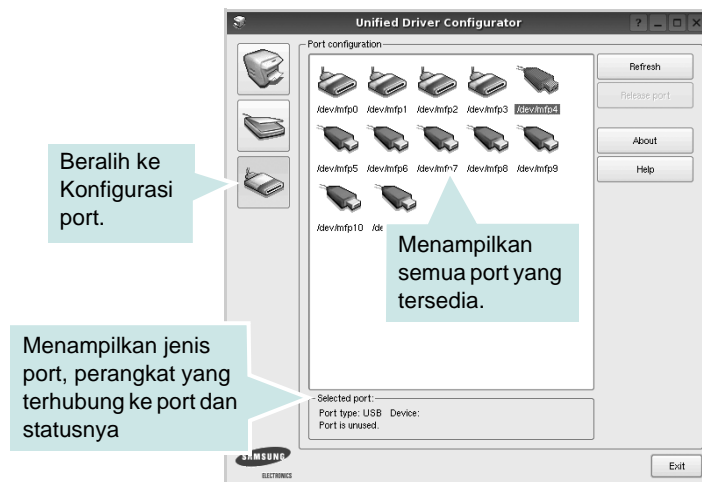 Unified Driver Configurator
Port configuration
/dev/mfp0 /dev/mfp1 /dev/mfp2 /dev/mfp3 /dev/mfp4
/dev/mfp5 /dev/mfp6 /dev/mfp7 /dev/mfp8 /dev/mfp9
/dev/mfp10
Refresh
Release port
About
Help
Beralih ke
Konfigurasi
port.
Menampilkan
semua port yang
tersedia.
Menampilkan jenis
port, perangkat yang
terhubung ke port dan
statusnya
Selected port:
Port type: USB Device:
Port is unused.
SAMSUNG
ELECTRONICS
Exit